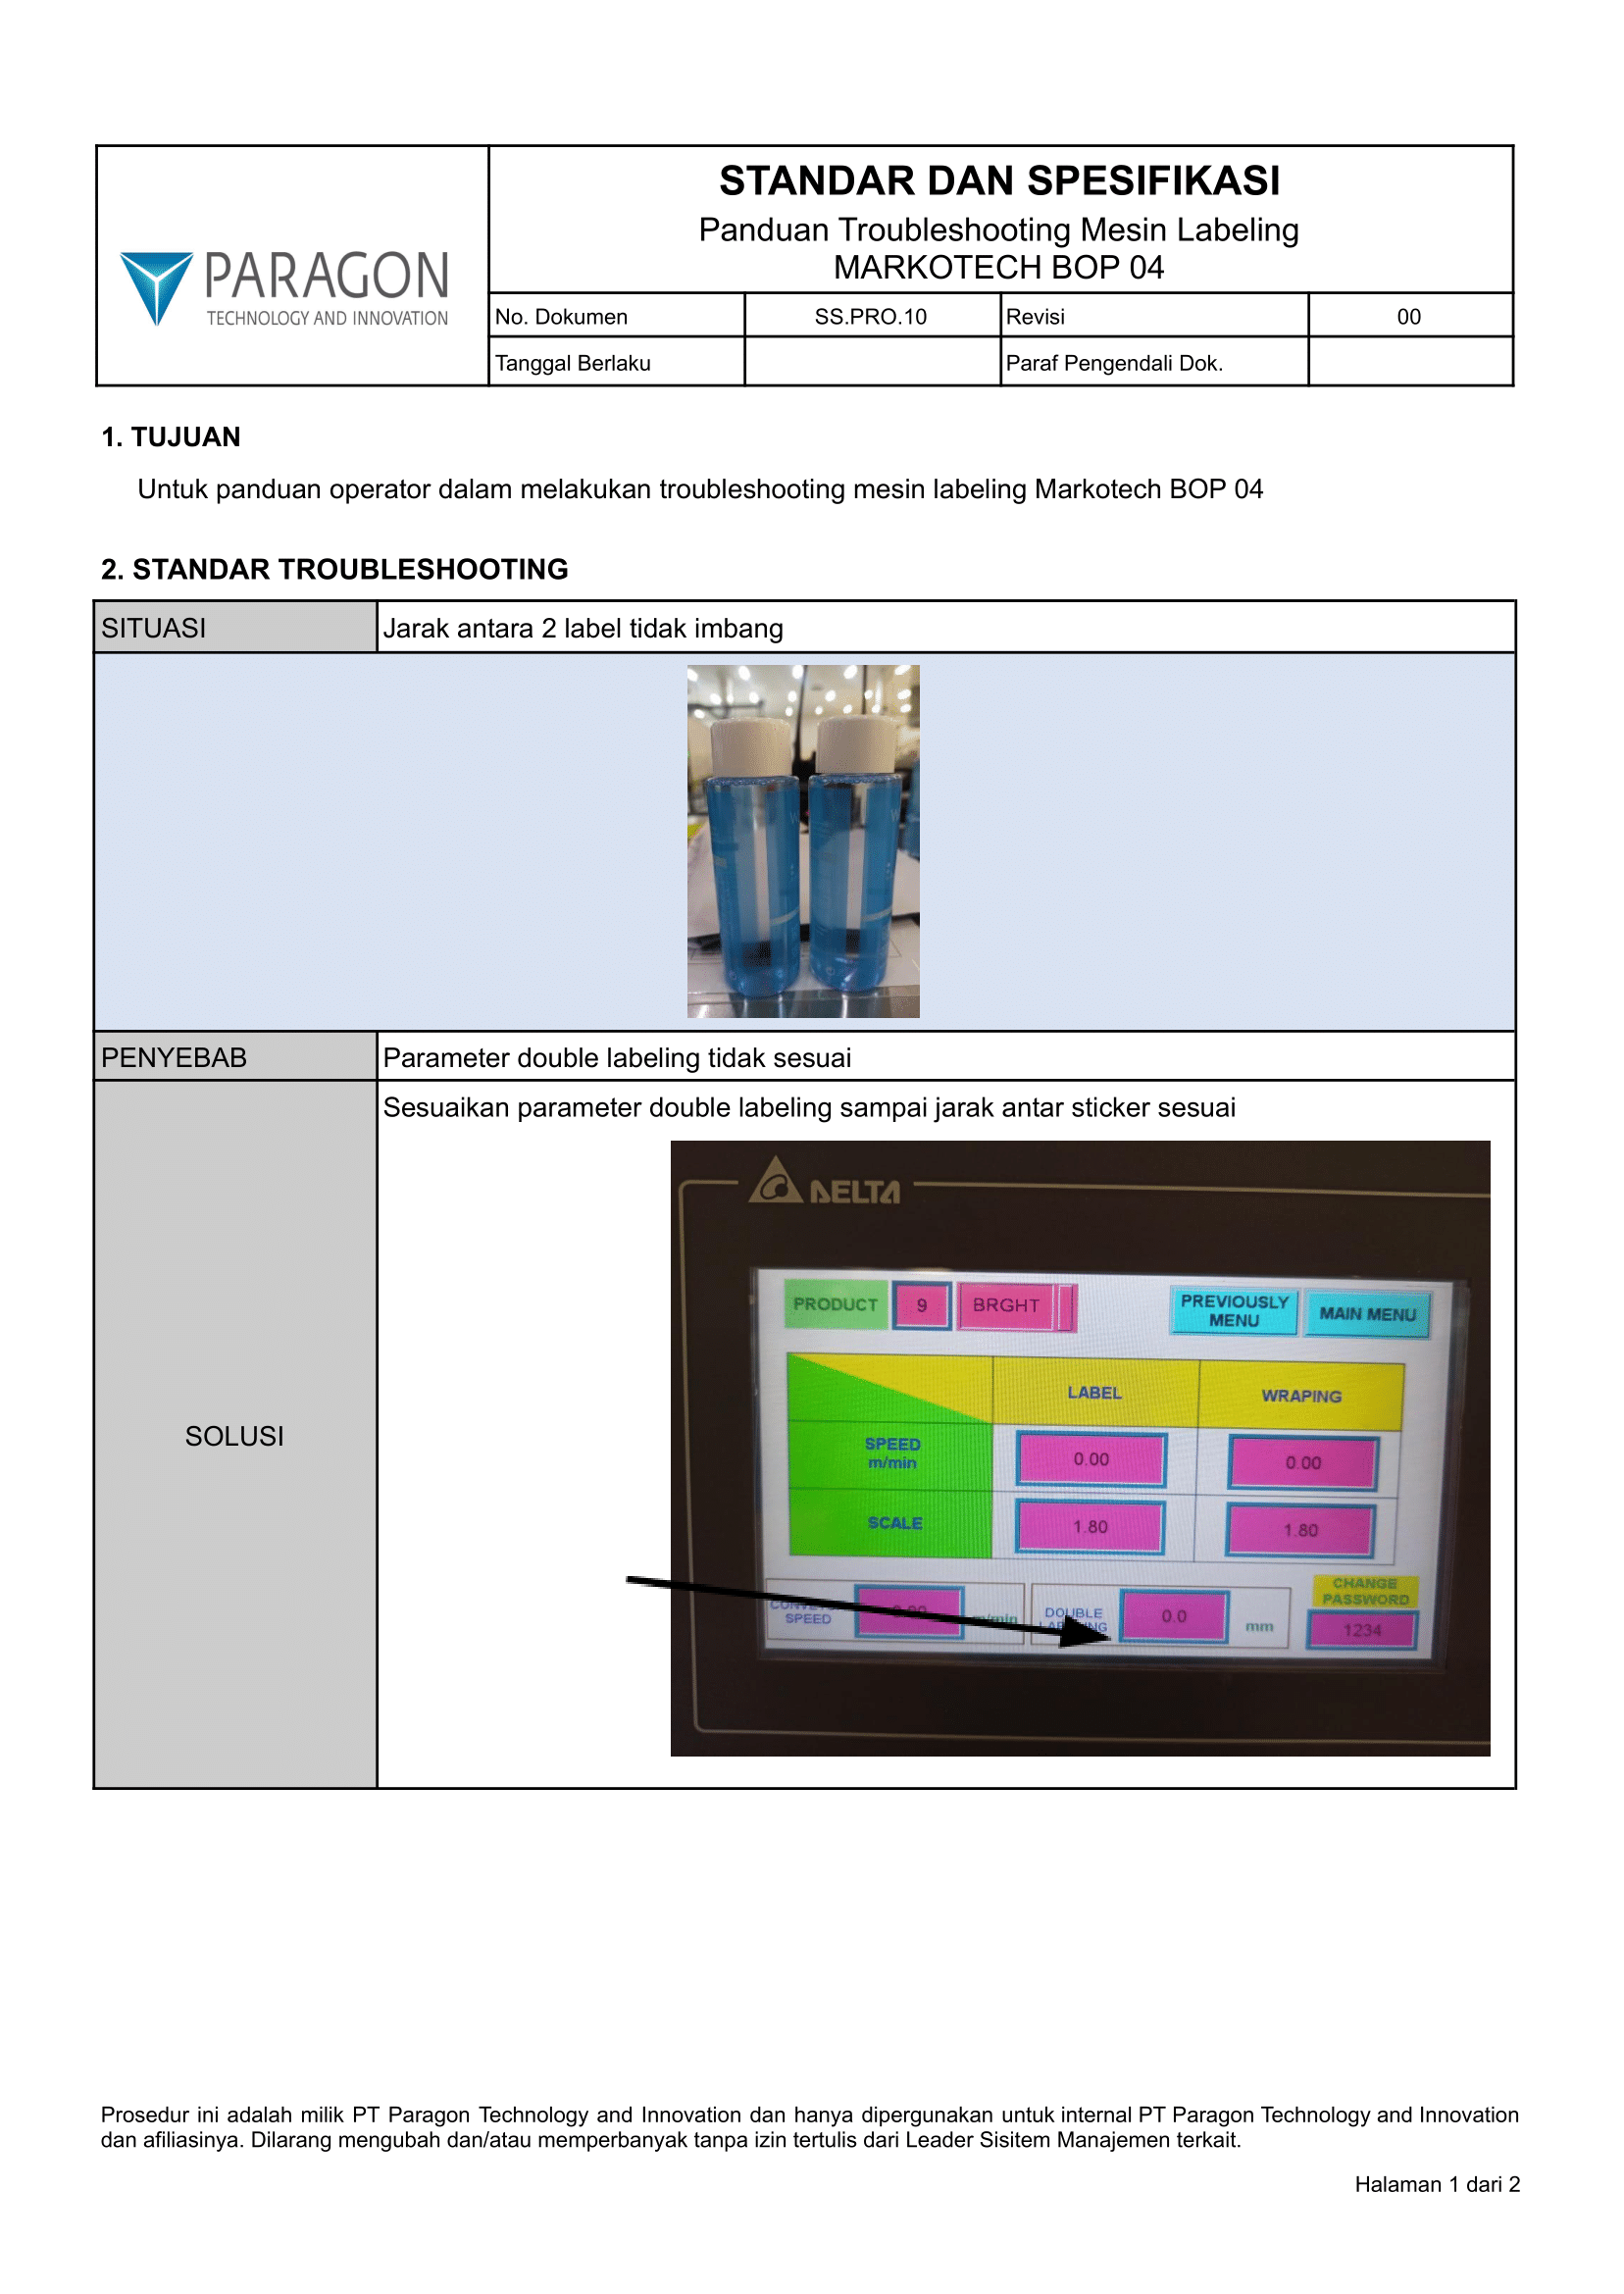 PARAGON
TECHNOLOGY AND INNOVATION
STANDAR DAN SPESIFIKASI
Panduan Troubleshooting Mesin Labeling
MARKOTECH BOP 04
No. Dokumen SS.PRO.10 Revisi 00
Tanggal Berlaku Paraf Pengendali Dok.
1. TUJUAN
Untuk panduan operator dalam melakukan troubleshooting mesin labeling Markotech BOP 04
2. STANDAR TROUBLESHOOTING
SITUASI Jarak antara 2 label tidak imbang
PENYEBAB Parameter double labeling tidak sesuai
SOLUSI
Sesuaikan parameter double labeling sampai jarak antar sticker sesuai
DELTA
PRODUCT 9 BRGHT
PREVIOUSLY
MENU
MAIN MENU
LABEL WRAPING
SPEED
m/min
0.00 0.00
SCALE 1.80 1.80
SPEED
m/min
DOUBLE
0.0 mm
CHANGE
PASSWORD
1234
Prosedur ini adalah milik PT Paragon Technology and Innovation dan hanya dipergunakan untuk internal PT Paragon Technology and Innovation
dan afiliasinya. Dilarang mengubah dan/atau memperbanyak tanpa izin tertulis dari Leader Sisitem Manajemen terkait.
Halaman 1 dari 2